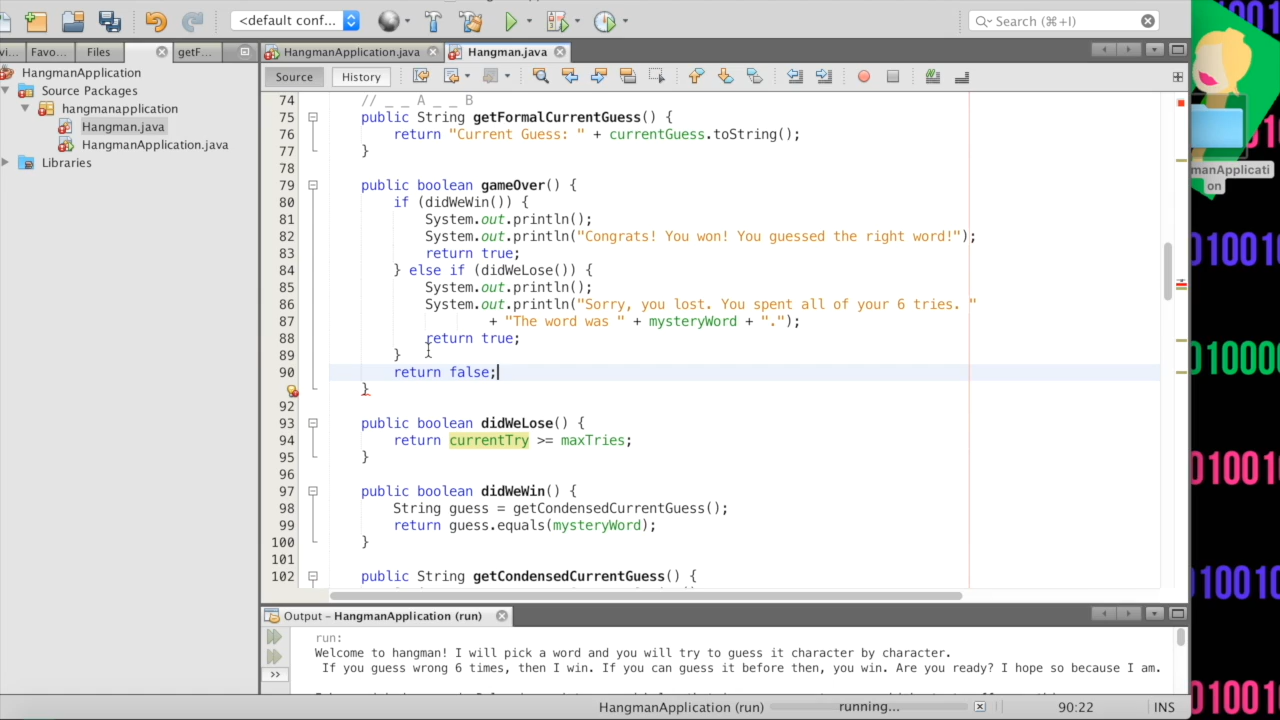 <default conf...
Search (⌘+I)
Favo...
Files
getF...
HangmanApplication.java
Hangman.java
Source
History
HangmanApplication
Source Packages
hangmanapplication
Hangman.java
HangmanApplication.java
Libraries
74 // _ _ A _ _ B
75 public String getFormalCurrentGuess() {
76 return "Current Guess: " + currentGuess.toString();
77 }
78
79 public boolean gameOver() {
80 if (didWeWin()) {
81 System.out.println();
82 System.out.println("Congrats! You won! You guessed the right word!");
83 return true;
84 } else if (didWeLose()) {
85 System.out.println();
86 System.out.println("Sorry, you lost. You spent all of your 6 tries. "
87 + "The word was " + mysteryWord + ".");
88 return true;
89 }
90 return false;
}
92
93 public boolean didWeLose() {
94 return currentTry >= maxTries;
95 }
96
97 public boolean didWeWin() {
98 String guess = getCondensedCurrentGuess();
99 return guess.equals(mysteryWord);
100 }
101
102 public String getCondensedCurrentGuess() {
Output – HangmanApplication (run)
run:
Welcome to hangman! I will pick a word and you will try to guess it character by character.
If you guess wrong 6 times, then I win. If you can guess it before then, you win. Are you ready? I hope so because I am.
HangmanApplication (run)
running...
90:22
INS
manApplicati
on
01001
010010
010010
010010
010010
010010